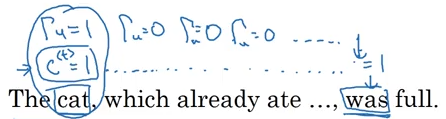 Γᵤ=1 Γᵤ=0 Γᵤ=0 Γᵤ=0 ......
→ c⁽ᵗ⁾=1 .................. =1
The cat, which already ate ..., was full.